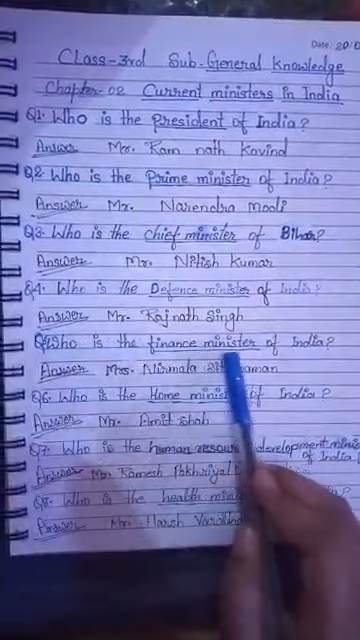 Date: 20/0
Class-3rd Sub-General knowledge
Chapter-02 Current ministers in India
Q1. Who is the president of India?
Answer Mr. Ram nath Kovind
Q2. Who is the prime minister of India?
Answer Mr. Narendra modi
Q3. Who is the chief minister of Bihar?
Answer Mr. Nitish Kumar
Q4. Who is the Defence minister of India?
Answer Mr. Rajnath Singh
Who is the finance minister of India?
Answer Mrs. Nirmala
Q6. Who is the Home of India?
Answer Mr. Amit shah
Q7. Who is the human development
of India
Answer Mr. Ramesh Pokhriyal
Q8. Who is the health
Answer Mr. Harsh